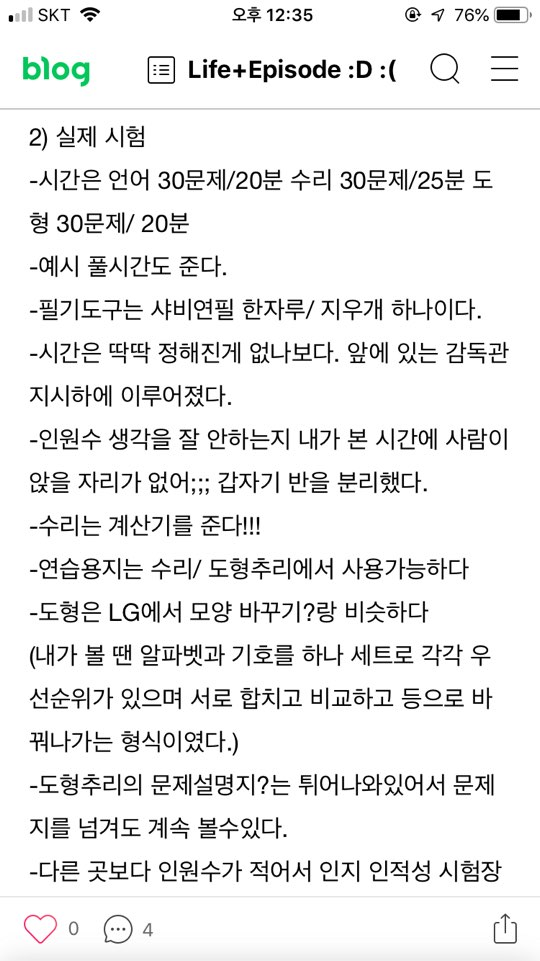 SKT 오후 12:35 76%
blog Life+Episode :D :(
2) 실제 시험
-시간은 언어 30문제/20분 수리 30문제/25분 도
형 30문제/ 20분
-예시 풀시간도 준다.
-필기도구는 샤비연필 한자루/ 지우개 하나이다.
-시간은 딱딱 정해진게 없나보다. 앞에 있는 감독관
지시하에 이루어졌다.
-인원수 생각을 잘 안하는지 내가 본 시간에 사람이
앉을 자리가 없어;;; 갑자기 반을 분리했다.
-수리는 계산기를 준다!!!
-연습용지는 수리/ 도형추리에서 사용가능하다
-도형은 LG에서 모양 바꾸기?랑 비슷하다
(내가 볼 땐 알파벳과 기호를 하나 세트로 각각 우
선순위가 있으며 서로 합치고 비교하고 등으로 바
꿔나가는 형식이였다.)
-도형추리의 문제설명지?는 튀어나와있어서 문제
지를 넘겨도 계속 볼수있다.
-다른 곳보다 인원수가 적어서 인지 인적성 시험장
0 4